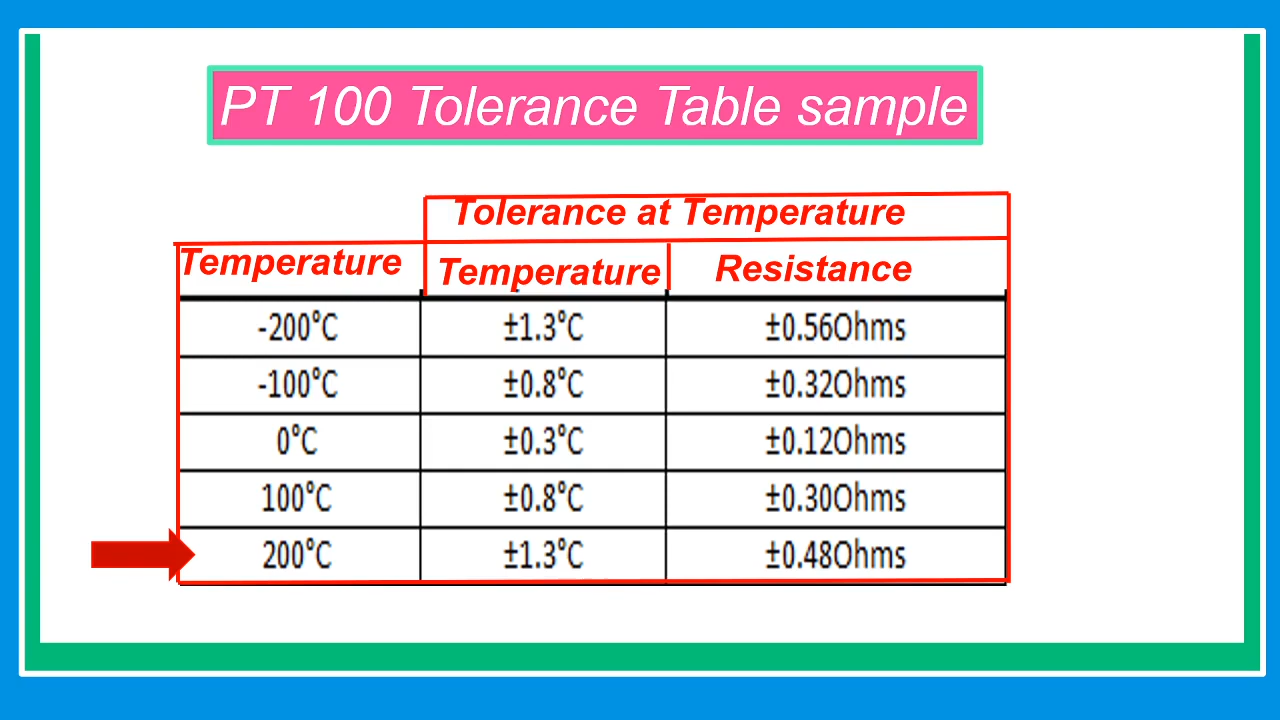 PT 100 Tolerance Table sample
Tolerance at Temperature
Temperature Temperature Resistance
-200°C ±1.3°C ±0.56Ohms
-100°C ±0.8°C ±0.32Ohms
0°C ±0.3°C ±0.12Ohms
100°C ±0.8°C ±0.30Ohms
200°C ±1.3°C ±0.48Ohms